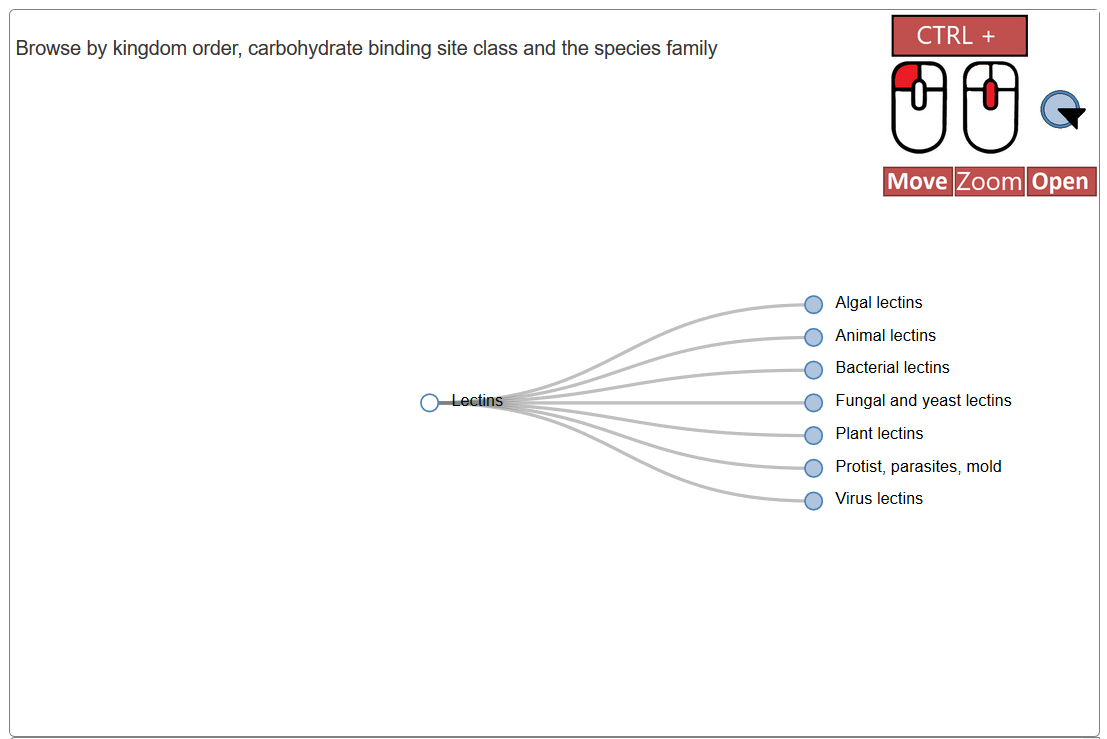 Browse by kingdom order, carbohydrate binding site class and the species family
CTRL +
Move Zoom Open
Algal lectins
Animal lectins
Bacterial lectins
Lectins
Fungal and yeast lectins
Plant lectins
Protist, parasites, mold
Virus lectins